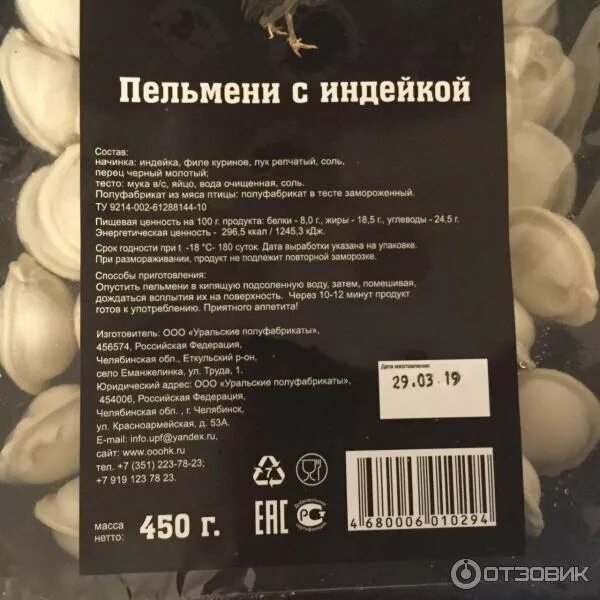 Пельмени с индейкой
Состав:
начинка: индейка, филе куриное, лук репчатый, соль,
перец черный молотый;
тесто: мука в/с, яйцо, вода очищенная, соль.
Полуфабрикат из мяса птицы: полуфабрикат в тесте замороженный.
ТУ 9214-002-61288144-10
Пищевая ценность на 100 г. продукта: белки - 8,0 г., жиры - 18,5 г., углеводы - 24,5 г.
Энергетическая ценность - 296,5 ккал / 1245,3 кДж.
Срок годности при t -18 °С- 180 суток. Дата выработки указана на упаковке.
При размораживании, продукт не подлежит повторной заморозке.
Способы приготовления:
Опустить пельмени в кипящую подсоленную воду, затем, помешивая,
дождаться всплытия их на поверхность. Через 10-12 минут продукт
готов к употреблению. Приятного аппетита!
Изготовитель: ООО «Уральские полуфабрикаты»,
456574, Российская Федерация,
Челябинская обл., Еткульский р-он,
село Еманжелинка, ул. Труда, 1.
Юридический адрес: ООО «Уральские полуфабрикаты»,
454006, Российская Федерация,
Челябинская обл. , г. Челябинск,
ул. Красноармейская, д. 53А.
E-mail: info.upf@yandex.ru,
сайт: www.ooohk.ru
тел. +7 (351) 223-78-23;
+7 919 123 78 23.
Дата изготовления:
29.03 19
масса
нетто:
450 г.
ЕАС
Добровольная
сертификация
4680006010294
ОТЗОВИК